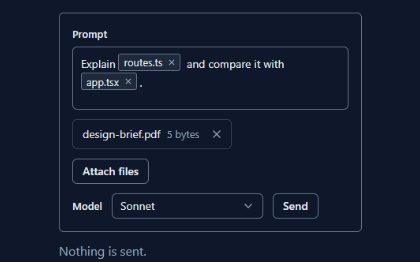 Prompt
Explain routes.ts × and compare it with
app.tsx × .
design-brief.pdf 5 bytes ×
Attach files
Model Sonnet Send
Nothing is sent.